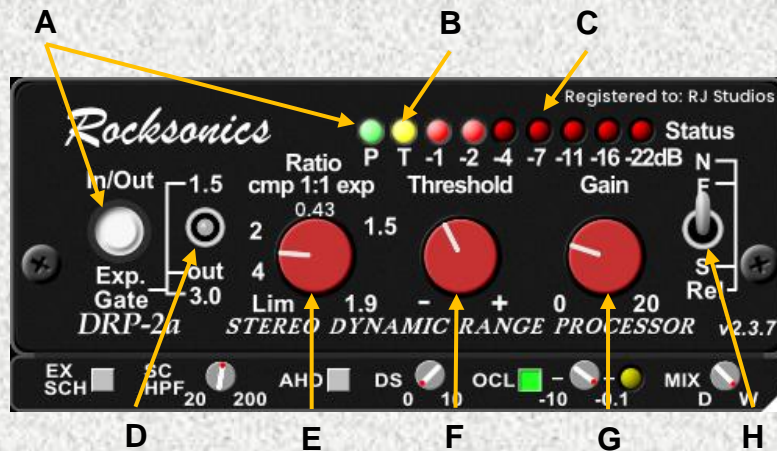 A
B
C
Registered to: RJ Studios
Rocksonics
P T -1 -2 -4 -7 -11 -16 -22dB Status
In/Out
1.5
out
3.0
Exp.
Gate
DRP-2a
Ratio
cmp 1:1 exp
0.43
2
1.5
4
Lim
1.9
Threshold
- +
Gain
0 20
N
F
S
Rel
STEREO DYNAMIC RANGE PROCESSOR
v2.3.7
EX
SCH
SC
HPF
20 200
AHD
DS
0 10
OCL
- -
-10 -0.1
MIX
D W
D
E
F
G
H